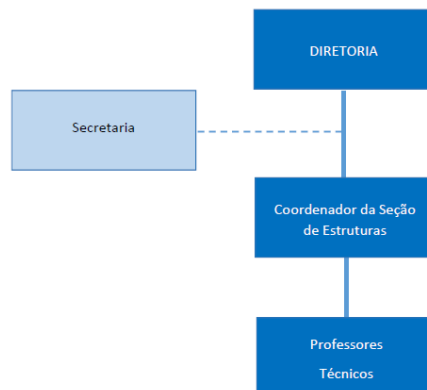 DIRETORIA
Secretaria
Coordenador da Seção
de Estruturas
Professores
Técnicos